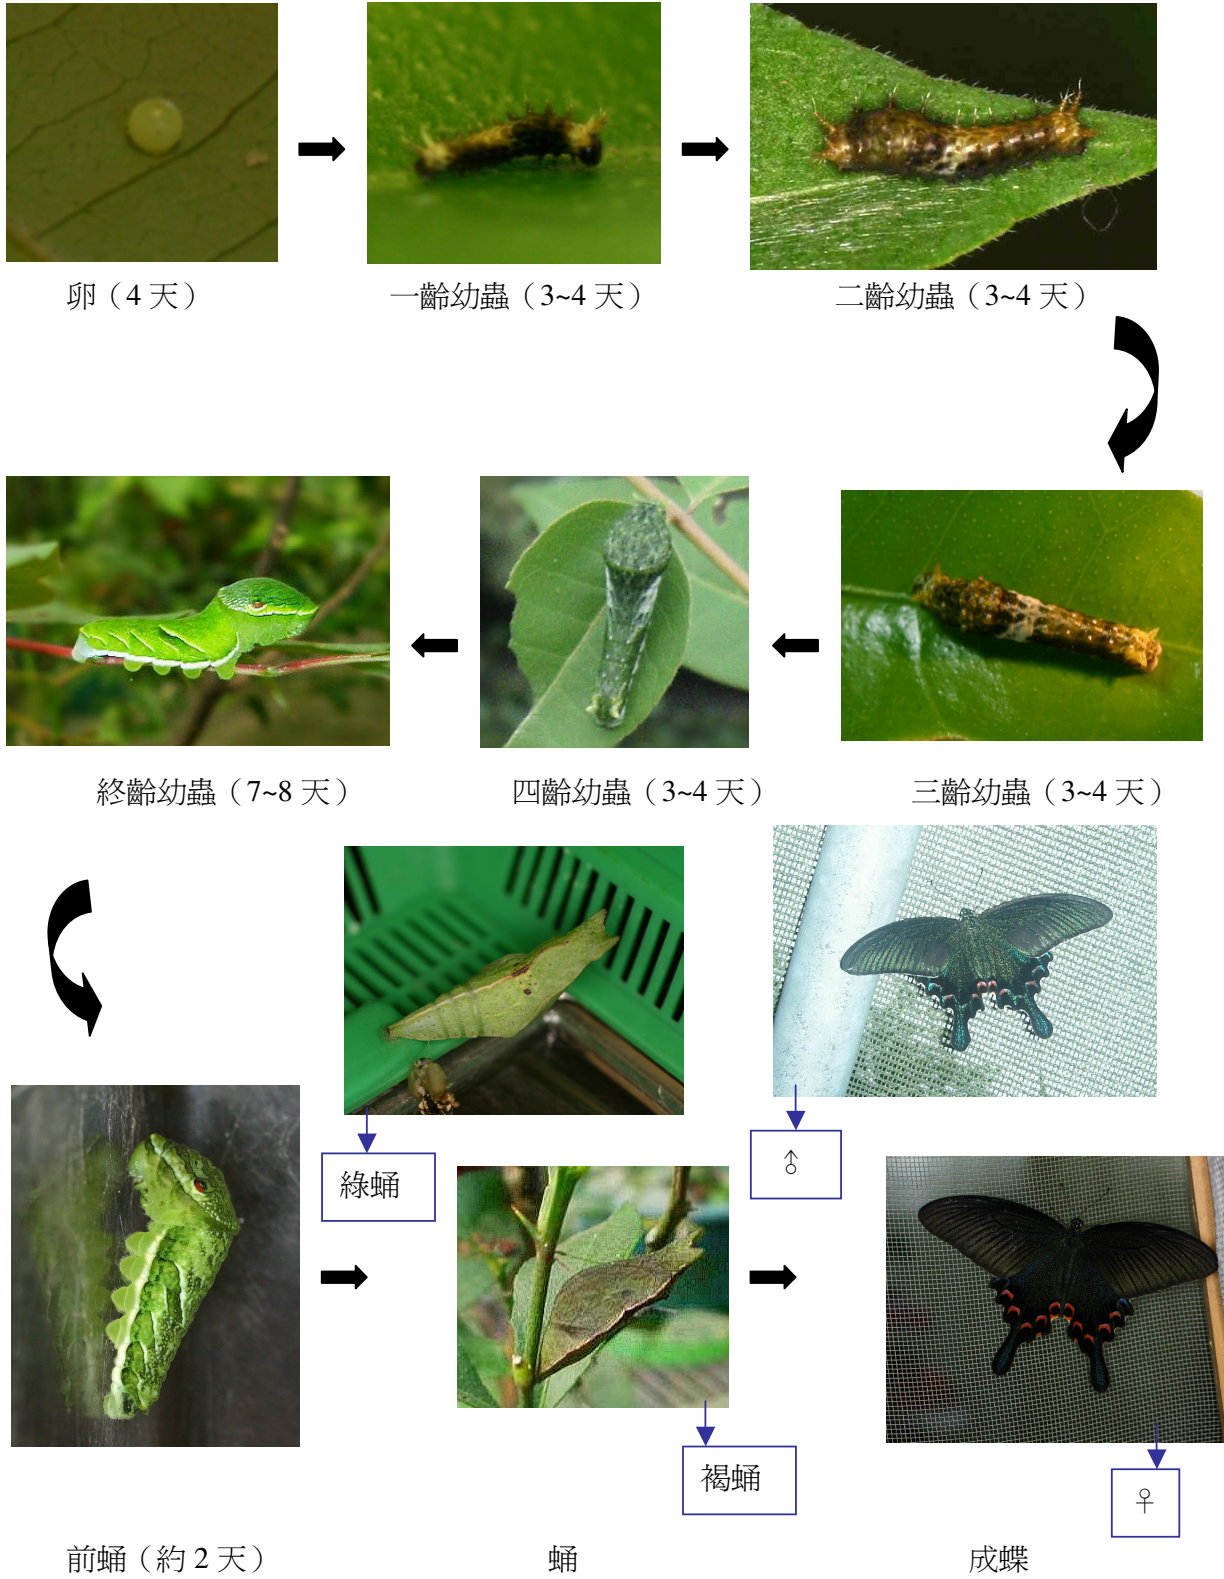 卵（4 天）
一齡幼蟲（3~4 天）
二齡幼蟲（3~4 天）
終齡幼蟲（7~8 天）
四齡幼蟲（3~4 天）
三齡幼蟲（3~4 天）
綠蛹
♂
褐蛹
♀
前蛹（約 2 天）
蛹
成蝶